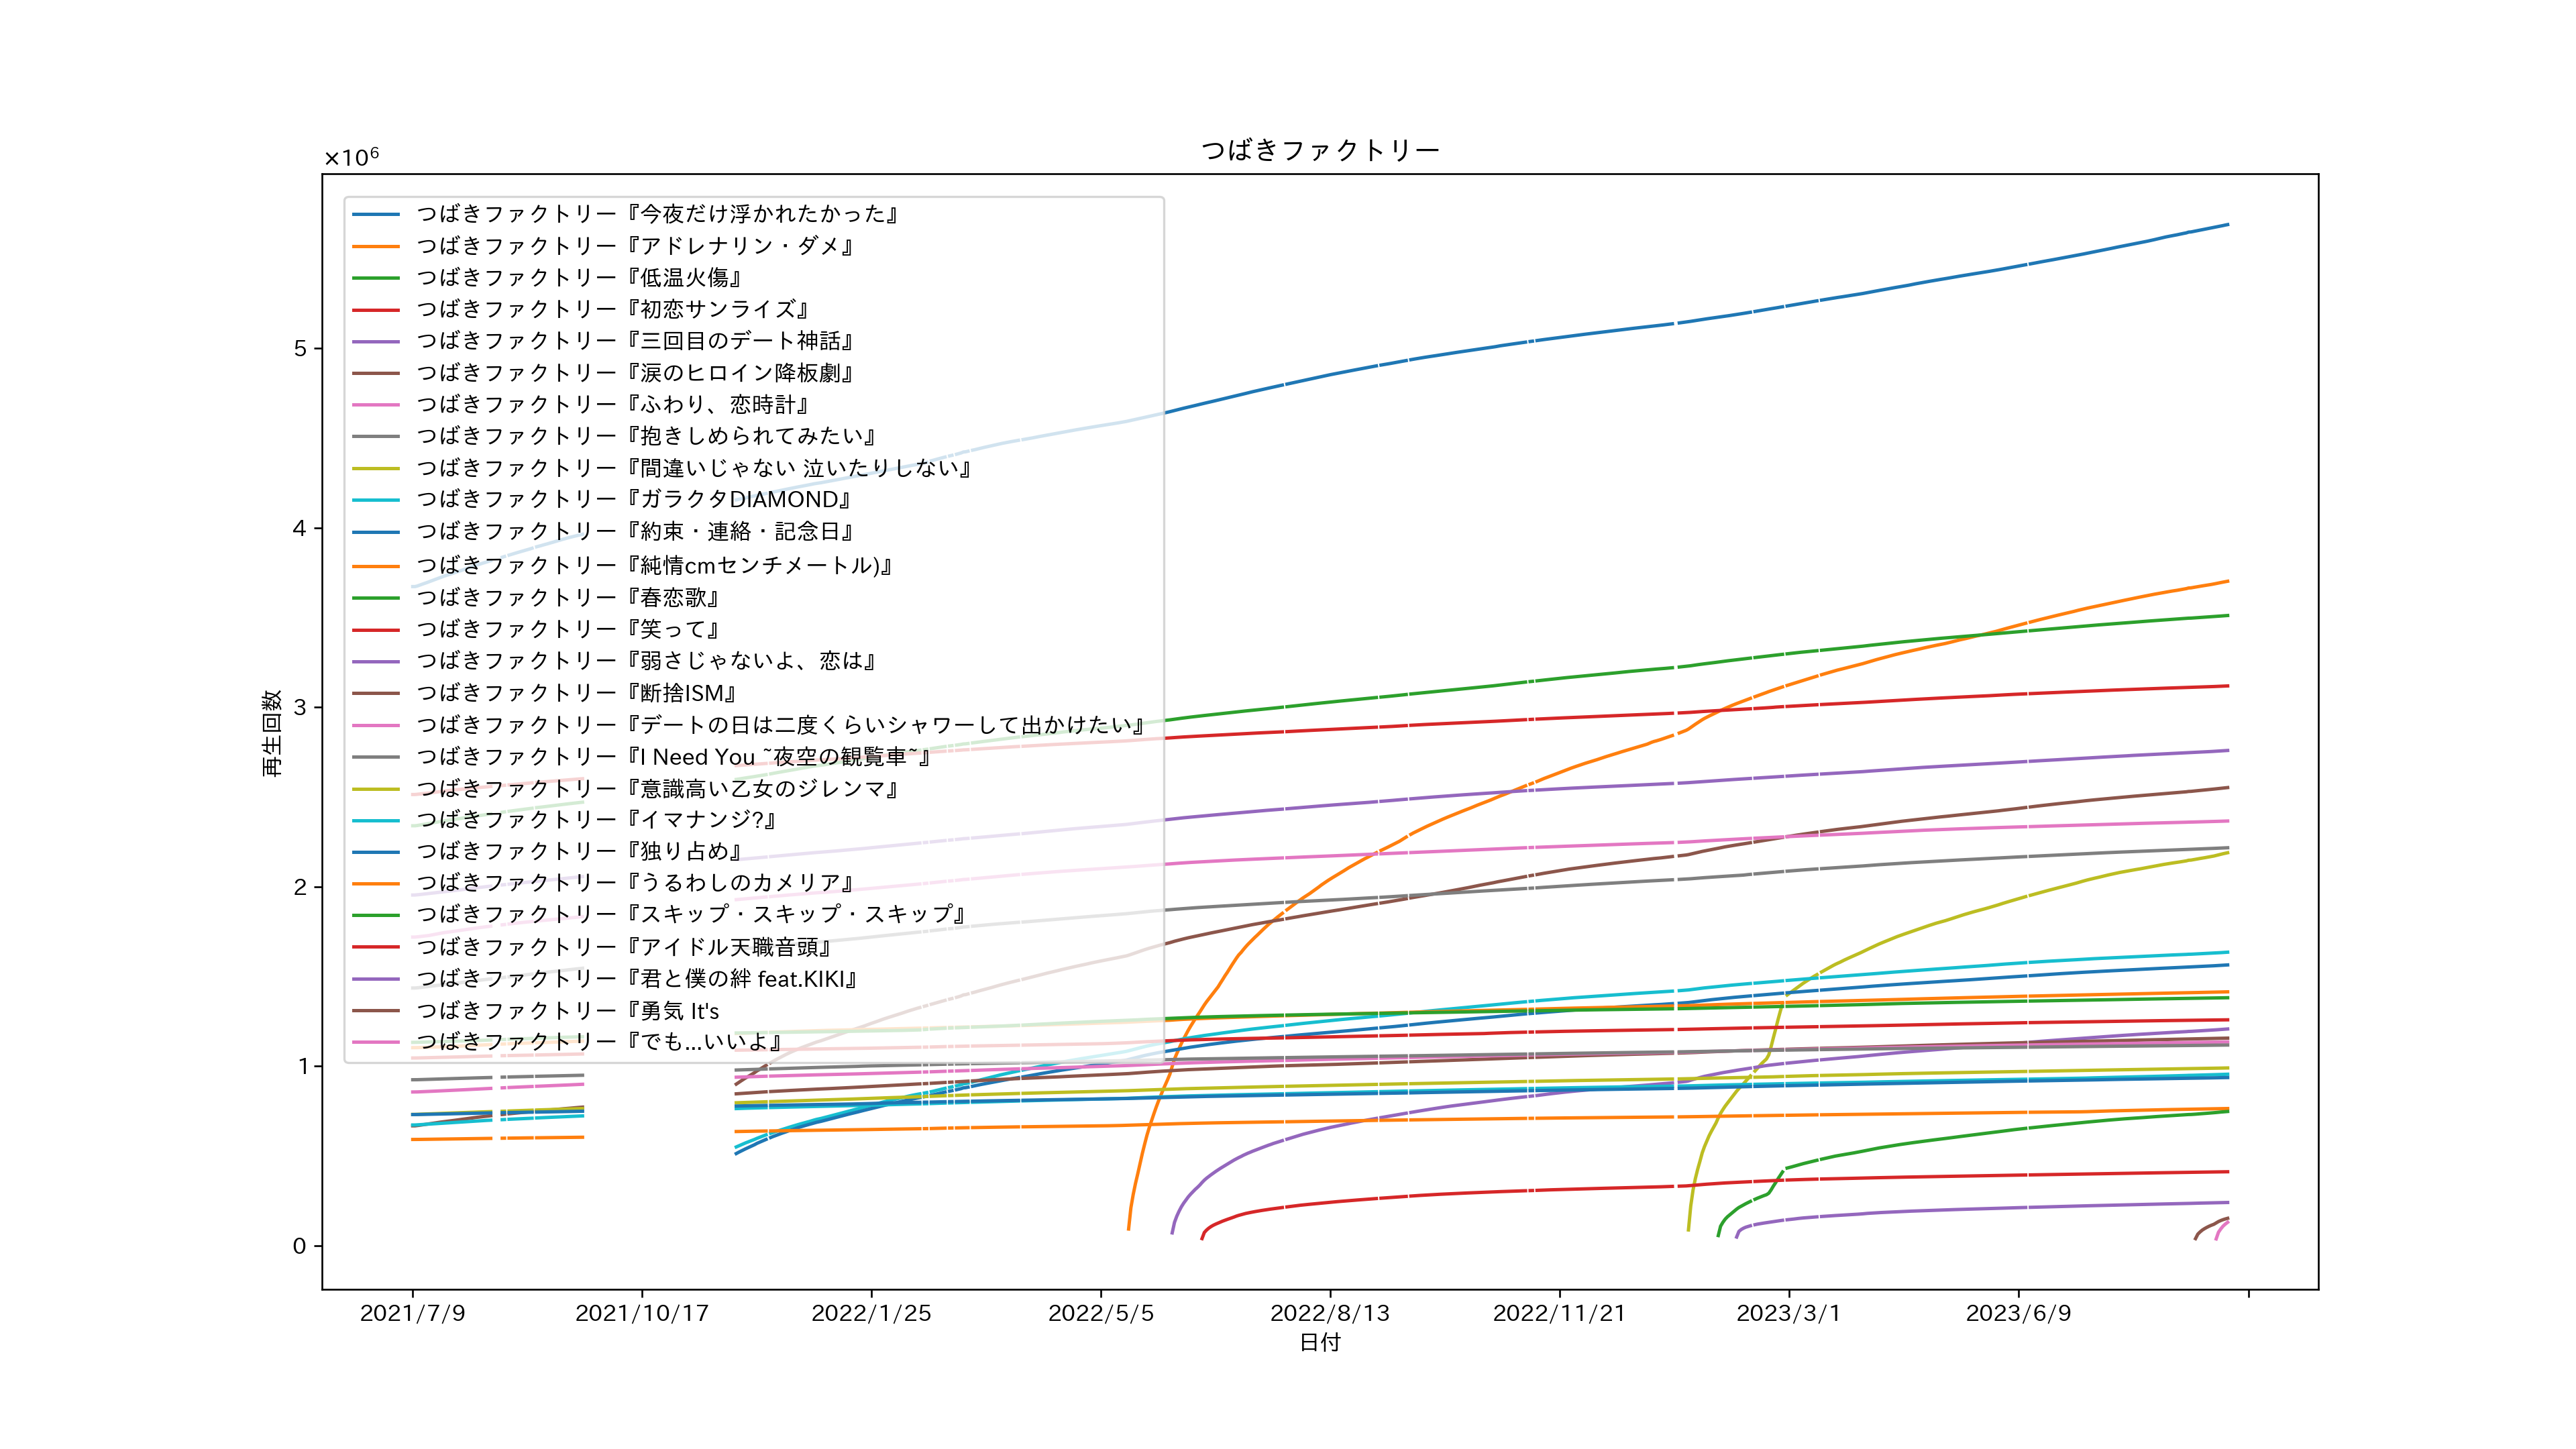 つばきファクトリー
×10⁶
つばきファクトリー『今夜だけ浮かれたかった』
つばきファクトリー『アドレナリン・ダメ』
つばきファクトリー『低温火傷』
つばきファクトリー『初恋サンライズ』
つばきファクトリー『三回目のデート神話』
つばきファクトリー『涙のヒロイン降板劇』
つばきファクトリー『ふわり、恋時計』
つばきファクトリー『抱きしめられてみたい』
つばきファクトリー『間違いじゃない 泣いたりしない』
つばきファクトリー『ガラクタDIAMOND』
つばきファクトリー『約束・連絡・記念日』
つばきファクトリー『純情cmセンチメートル)』
つばきファクトリー『春恋歌』
つばきファクトリー『笑って』
つばきファクトリー『弱さじゃないよ、恋は』
つばきファクトリー『断捨ISM』
つばきファクトリー『デートの日は二度くらいシャワーして出かけたい』
つばきファクトリー『I Need You ~夜空の観覧車~』
つばきファクトリー『意識高い乙女のジレンマ』
つばきファクトリー『イマナンジ?』
つばきファクトリー『独り占め』
つばきファクトリー『うるわしのカメリア』
つばきファクトリー『スキップ・スキップ・スキップ』
つばきファクトリー『アイドル天職音頭』
つばきファクトリー『君と僕の絆 feat.KIKI』
つばきファクトリー『勇気 It's
つばきファクトリー『でも...いいよ』
5
4
3
2
1
0
再生回数
2021/7/9
2021/10/17
2022/1/25
2022/5/5
2022/8/13
2022/11/21
2023/3/1
2023/6/9
日付